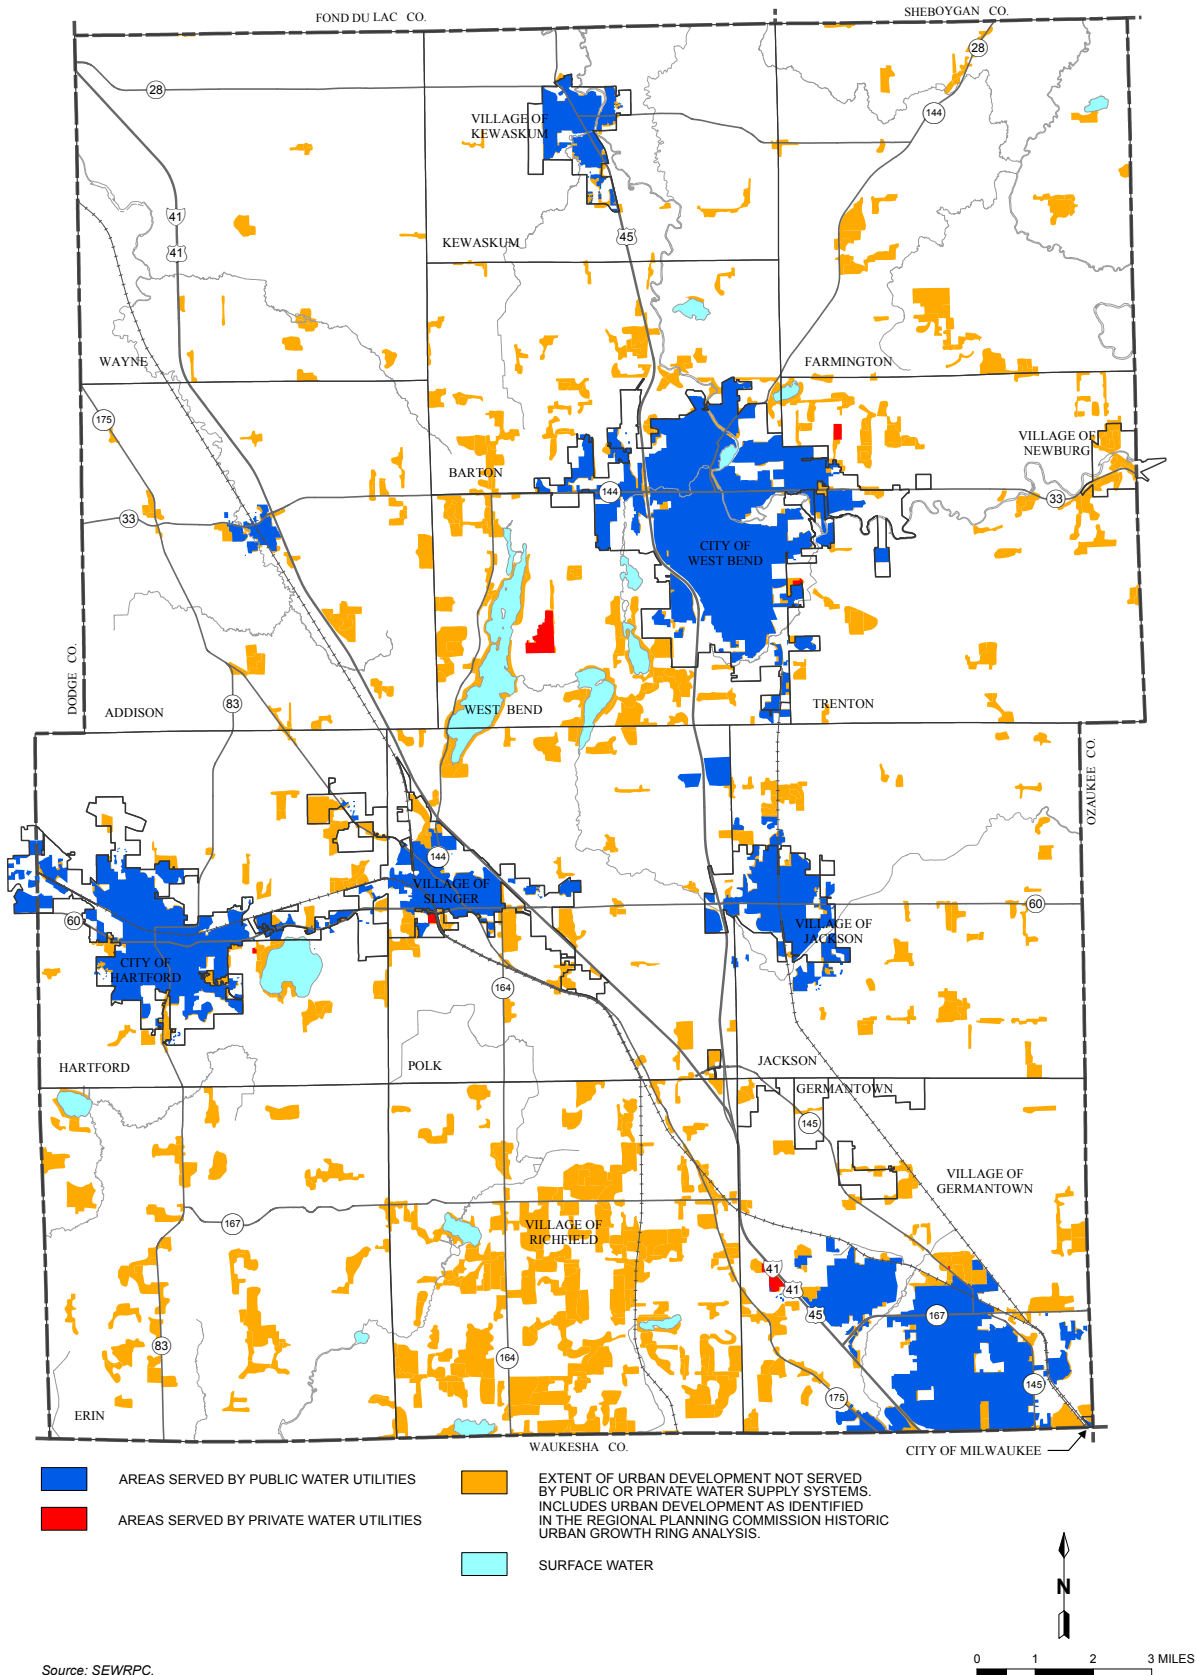 FOND DU LAC CO.
SHEBOYGAN CO.
28
28
144
VILLAGE OF
KEWASKUM
41
41
45
KEWASKUM
WAYNE
FARMINGTON
175
VILLAGE OF
NEWBURG
BARTON
144
33
33
CITY OF
WEST BEND
DODGE CO.
83
ADDISON
WEST BEND
TRENTON
OZAUKEE CO.
144
VILLAGE OF
SLINGER
60
60
VILLAGE OF
JACKSON
CITY OF
HARTFORD
164
HARTFORD
POLK
JACKSON
GERMANTOWN
145
VILLAGE OF
GERMANTOWN
167
VILLAGE OF
RICHFIELD
41
41
45
167
83
164
145
175
ERIN
WAUKESHA CO.
CITY OF MILWAUKEE
AREAS SERVED BY PUBLIC WATER UTILITIES
AREAS SERVED BY PRIVATE WATER UTILITIES
EXTENT OF URBAN DEVELOPMENT NOT SERVED
BY PUBLIC OR PRIVATE WATER SUPPLY SYSTEMS.
INCLUDES URBAN DEVELOPMENT AS IDENTIFIED
IN THE REGIONAL PLANNING COMMISSION HISTORIC
URBAN GROWTH RING ANALYSIS.
SURFACE WATER
N
0 1 2 3 MILES
Source: SEWRPC.